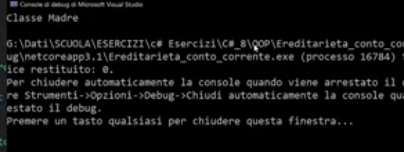 Console di debug di Microsoft Visual Studio
Classe Madre
G:\Dati\SCUOLA\ESERCIZI\c# Esercizi\C#_8\OOP\Ereditarieta_conto_co
ug\netcoreapp3.1\Ereditarieta_conto_corrente.exe (processo 16784)
ice restituito: 0.
Per chiudere automaticamente la console quando viene arrestato il
re Strumenti->Opzioni->Debug->Chiudi automaticamente la console qu
estato il debug.
Premere un tasto qualsiasi per chiudere questa finestra...